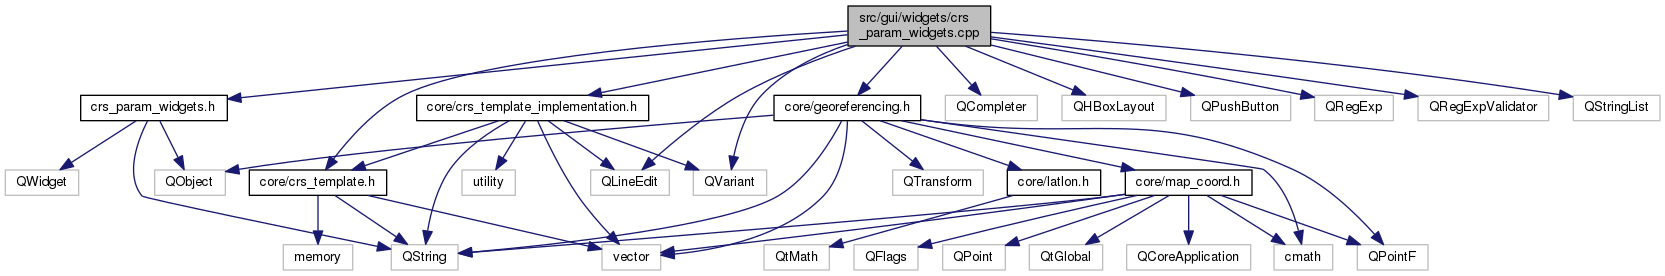 src/gui/widgets/crs
_param_widgets.cpp
crs_param_widgets.h
core/crs_template_implementation.h
core/georeferencing.h
QCompleter
QHBoxLayout
QPushButton
QRegExp
QRegExpValidator
QStringList
QWidget
QObject
core/crs_template.h
utility
QLineEdit
QVariant
QTransform
core/latlon.h
core/map_coord.h
memory
QString
vector
QtMath
QFlags
QPoint
QtGlobal
QCoreApplication
cmath
QPointF